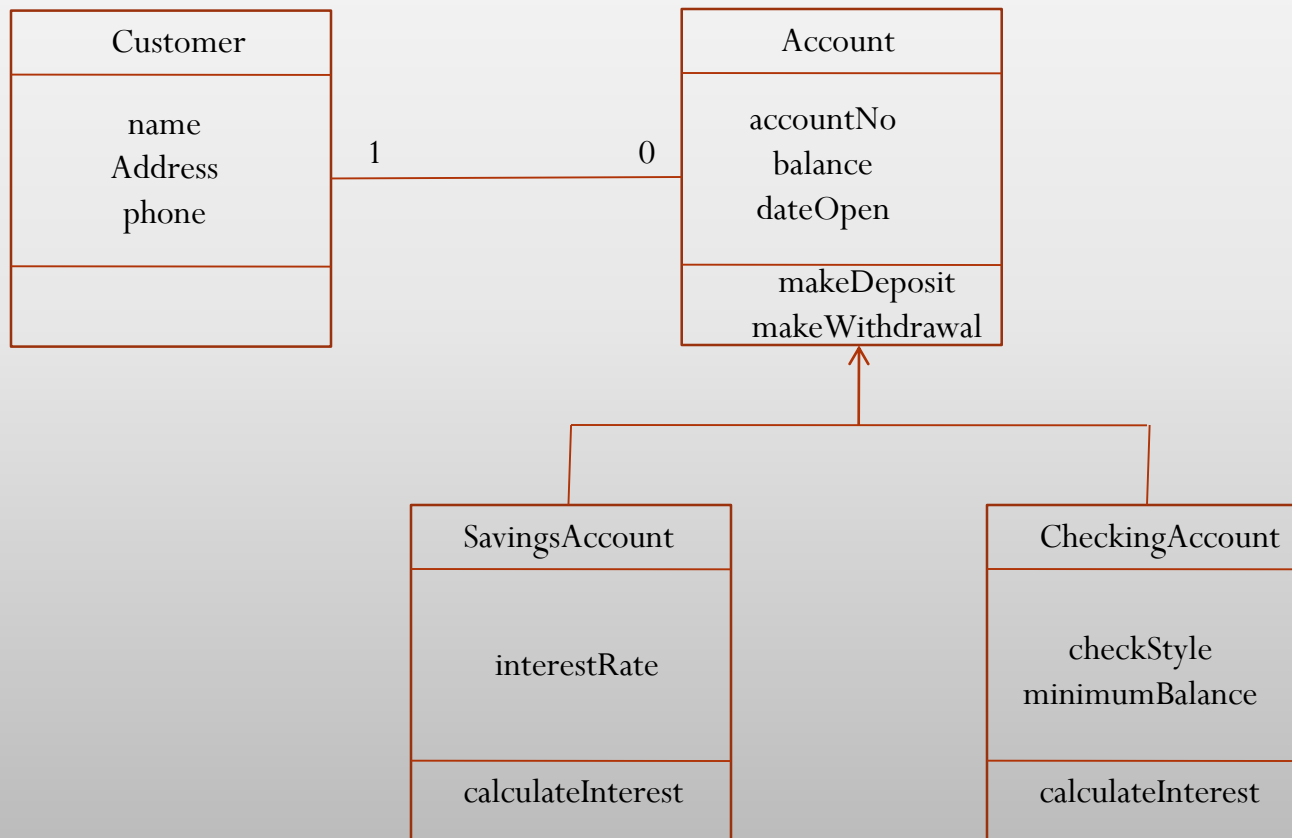 Customer
name
Address
phone
1
0
Account
accountNo
balance
dateOpen
makeDeposit
makeWithdrawal
SavingsAccount
interestRate
calculateInterest
CheckingAccount
checkStyle
minimumBalance
calculateInterest